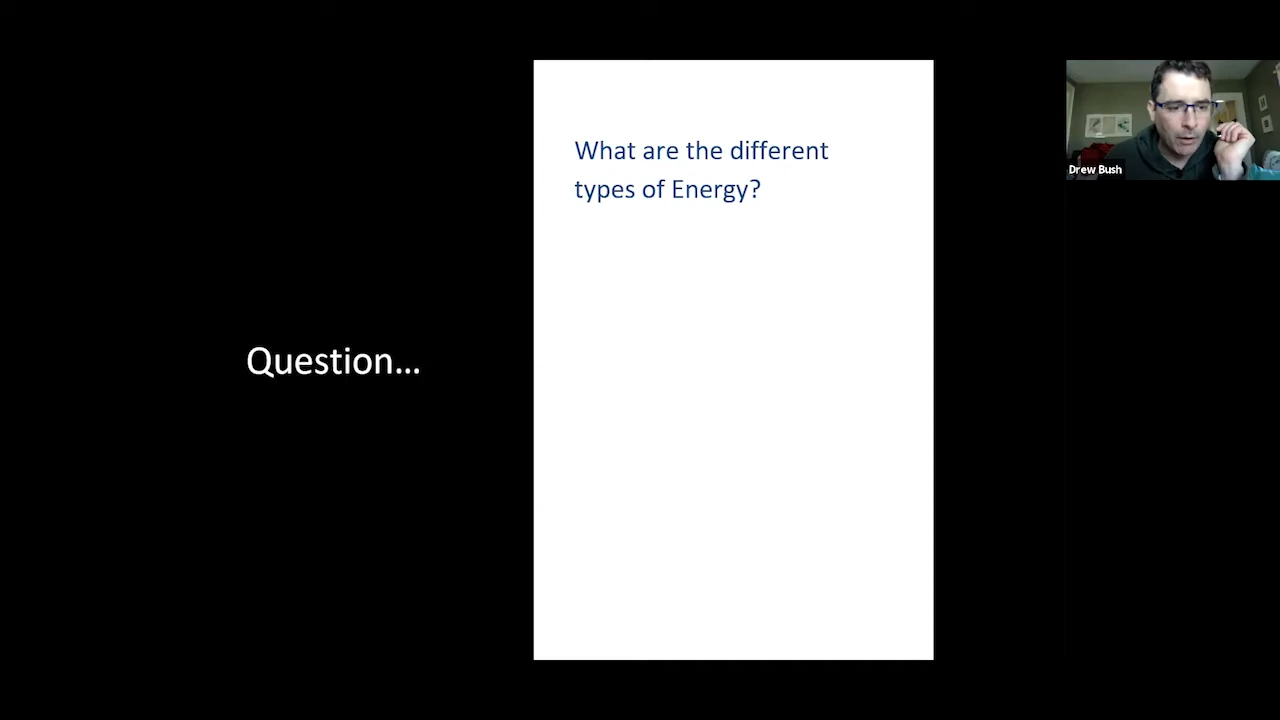 Question...
What are the different
types of Energy?
Drew Bush